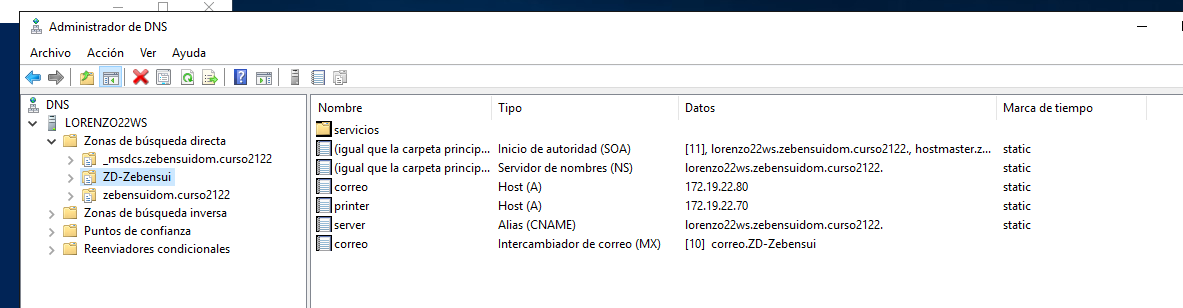 Administrador de DNS
Archivo Acción Ver Ayuda
DNS
LORENZO22WS
Zonas de búsqueda directa
_msdcs.zebensuidom.curso2122
ZD-Zebensui
zebensuidom.curso2122
Zonas de búsqueda inversa
Puntos de confianza
Reenviadores condicionales
Nombre Tipo Datos Marca de tiempo
servicios
(igual que la carpeta princip... Inicio de autoridad (SOA) [11], lorenzo22ws.zebensuidom.curso2122., hostmaster.z... static
(igual que la carpeta princip... Servidor de nombres (NS) lorenzo22ws.zebensuidom.curso2122. static
correo Host (A) 172.19.22.80 static
printer Host (A) 172.19.22.70 static
server Alias (CNAME) lorenzo22ws.zebensuidom.curso2122. static
correo Intercambiador de correo (MX) [10] correo.ZD-Zebensui